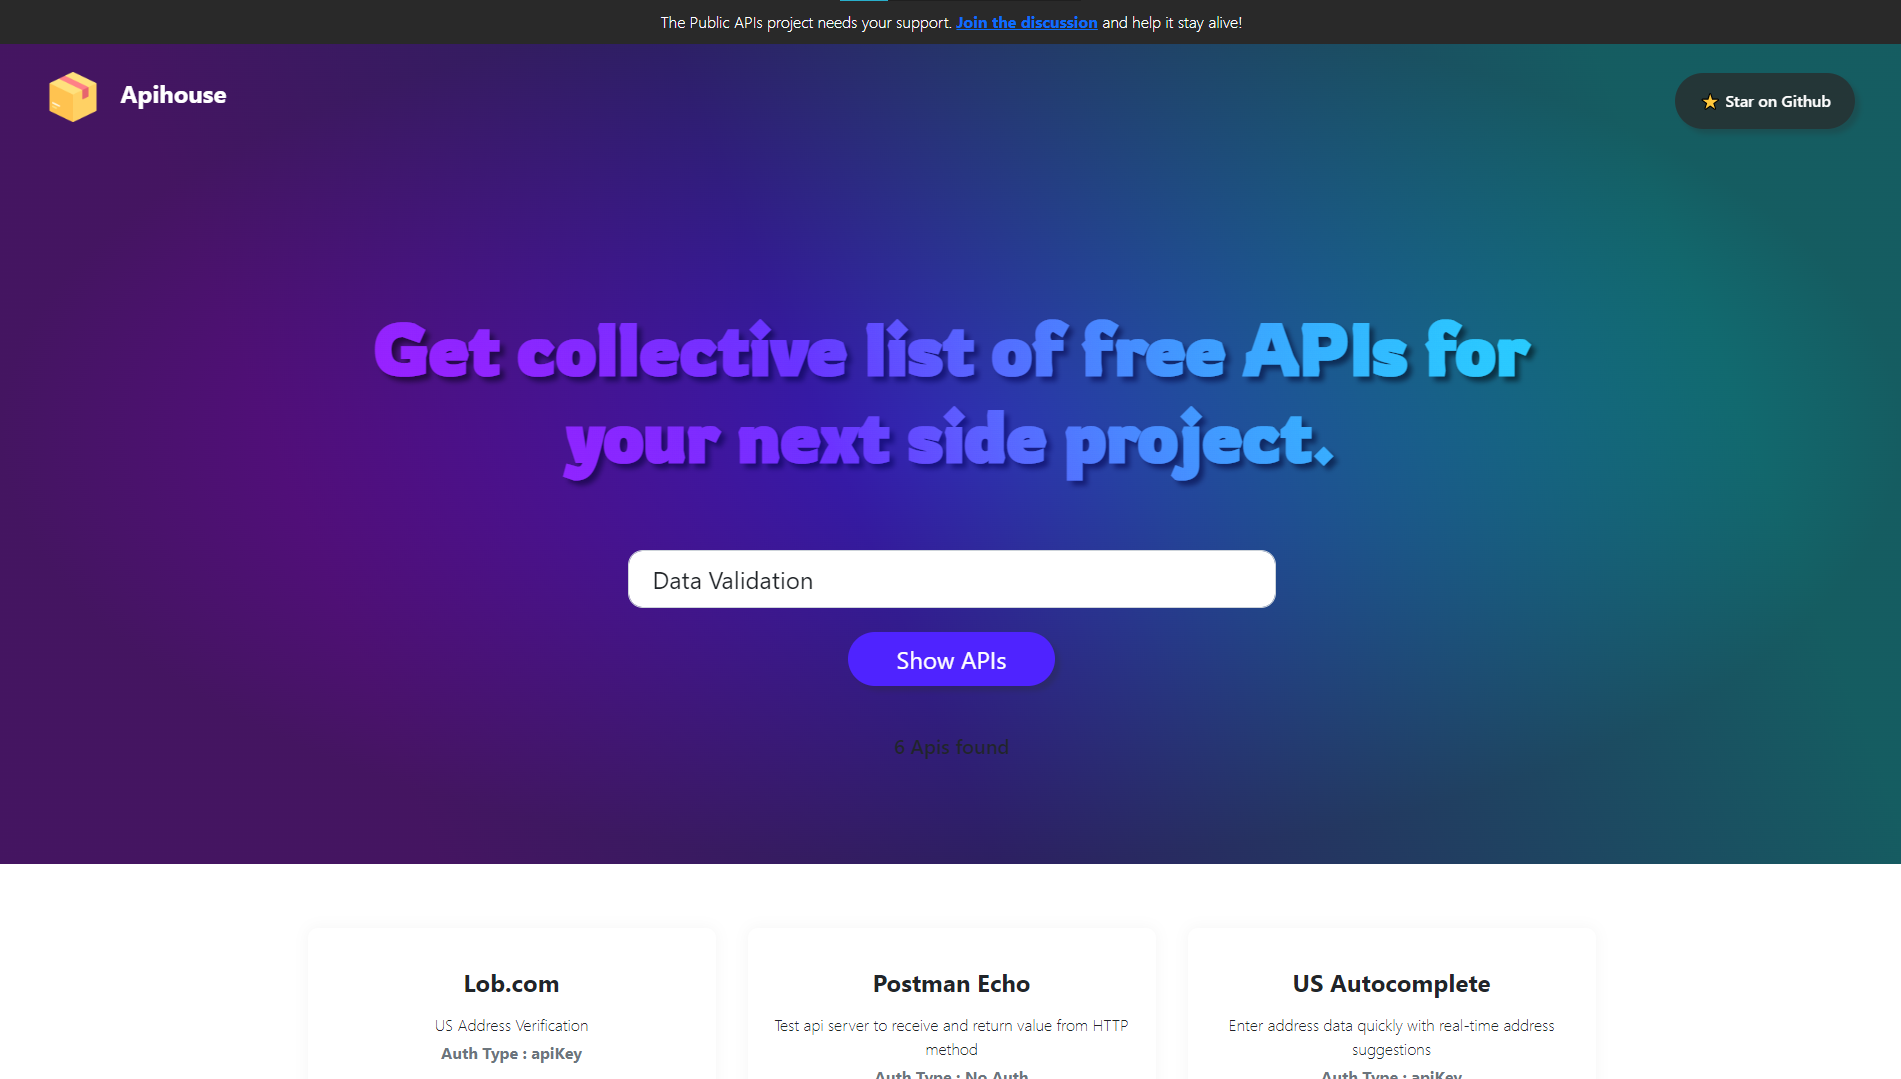 The Public APIs project needs your support. Join the discussion and help it stay alive!
Apihouse
Star on Github
Get collective list of free APIs for
your next side project.
Data Validation
Show APIs
6 Apis found
Lob.com
US Address Verification
Auth Type : apiKey
Postman Echo
Test api server to receive and return value from HTTP
method
Auth Type : No Auth
US Autocomplete
Enter address data quickly with real-time address
suggestions
Auth Type : apiKey